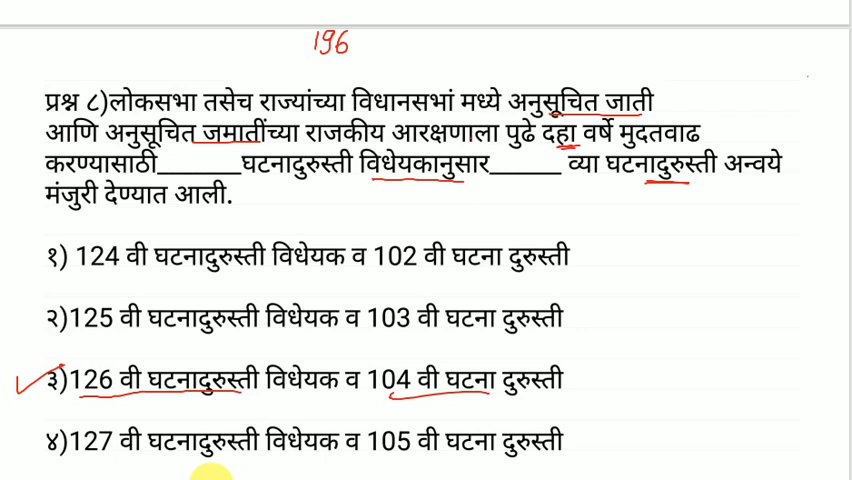 196
प्रश्न ८)लोकसभा तसेच राज्यांच्या विधानसभां मध्ये अनुसूचित जाती
आणि अनुसूचित जमातींच्या राजकीय आरक्षणाला पुढे दहा वर्षे मुदतवाढ
करण्यासाठी______घटनादुरुस्ती विधेयकानुसार_____ व्या घटनादुरुस्ती अन्वये
मंजुरी देण्यात आली.
१) 124 वी घटनादुरुस्ती विधेयक व 102 वी घटना दुरुस्ती
२)125 वी घटनादुरुस्ती विधेयक व 103 वी घटना दुरुस्ती
३)126 वी घटनादुरुस्ती विधेयक व 104 वी घटना दुरुस्ती
४)127 वी घटनादुरुस्ती विधेयक व 105 वी घटना दुरुस्ती